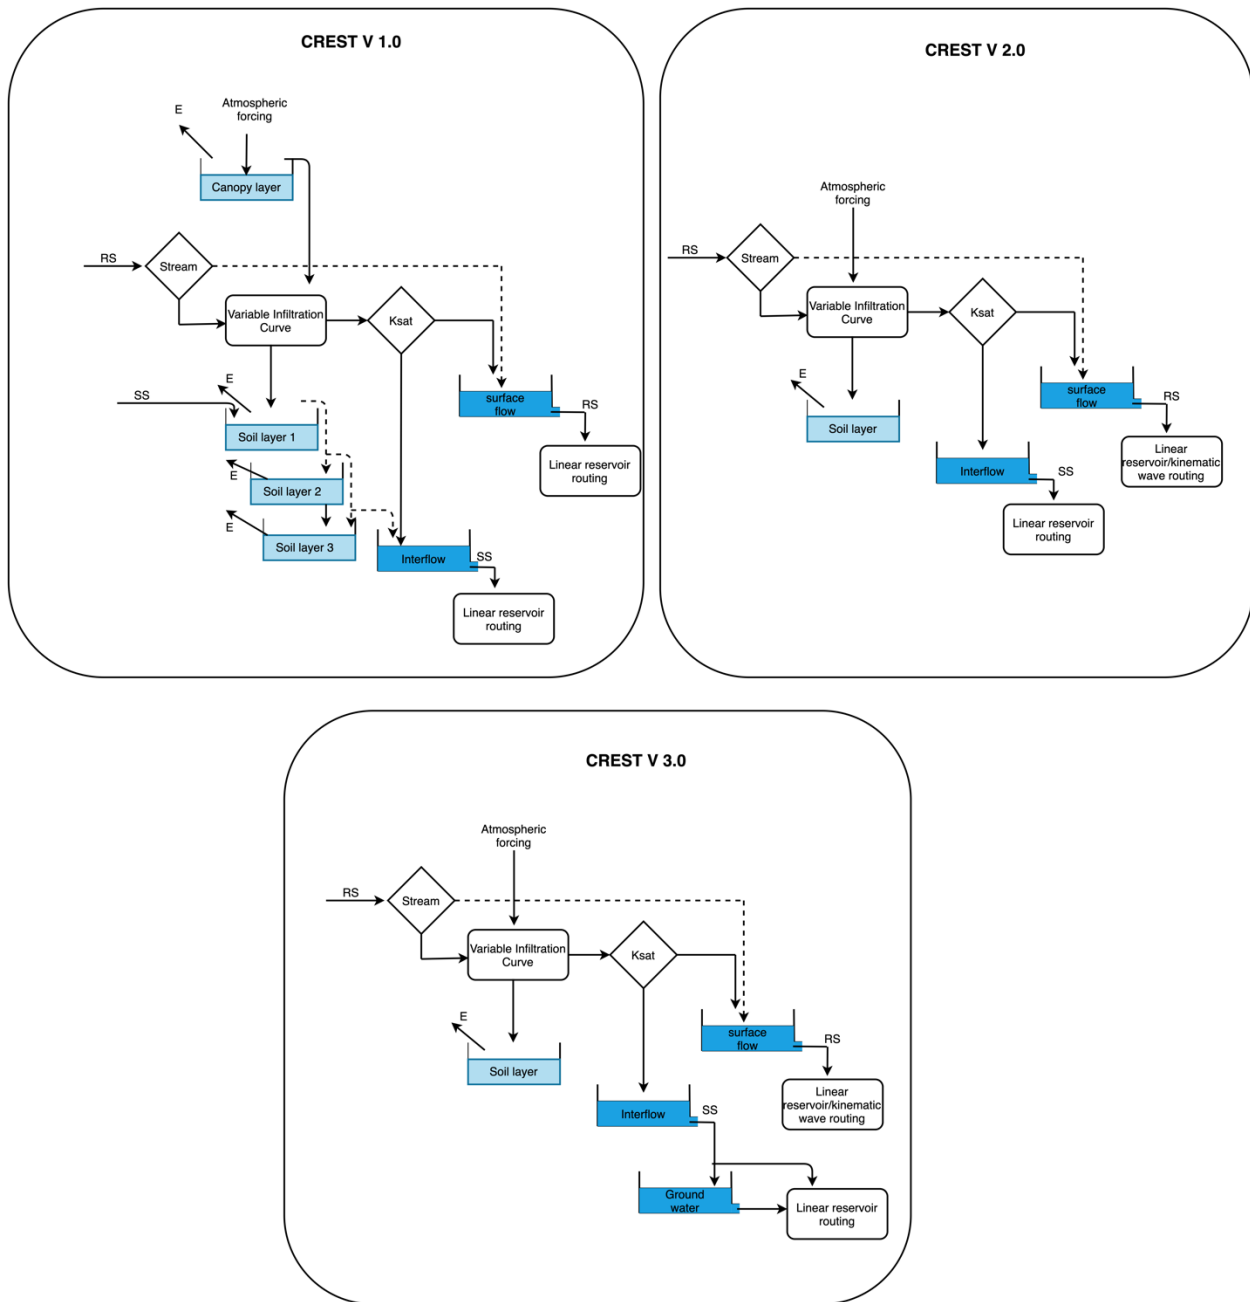 CREST V 1.0
E
Atmospheric
forcing
Canopy layer
RS
Stream
Variable Infiltration
Curve
Ksat
SS
E
Soil layer 1
surface
flow
RS
Linear reservoir
routing
E
Soil layer 2
E
Soil layer 3
Interflow
SS
Linear reservoir
routing
CREST V 2.0
Atmospheric
forcing
RS
Stream
Variable Infiltration
Curve
Ksat
E
Soil layer
surface
flow
RS
Linear
reservoir/kinematic
wave routing
Interflow
SS
Linear reservoir
routing
CREST V 3.0
Atmospheric
forcing
RS
Stream
Variable Infiltration
Curve
Ksat
E
Soil layer
surface
flow
RS
Linear
reservoir/kinematic
wave routing
Interflow
SS
Ground
water
Linear reservoir
routing